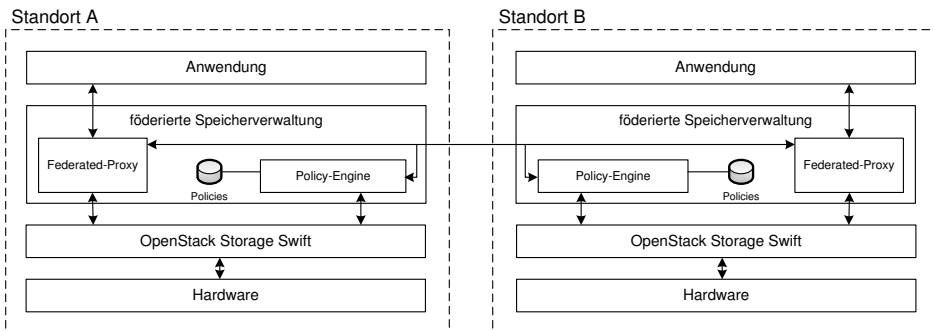 Standort A
Anwendung
föderierte Speicherverwaltung
Federated-Proxy
Policies
Policy-Engine
OpenStack Storage Swift
Hardware
Standort B
Anwendung
föderierte Speicherverwaltung
Policy-Engine
Policies
Federated-Proxy
OpenStack Storage Swift
Hardware